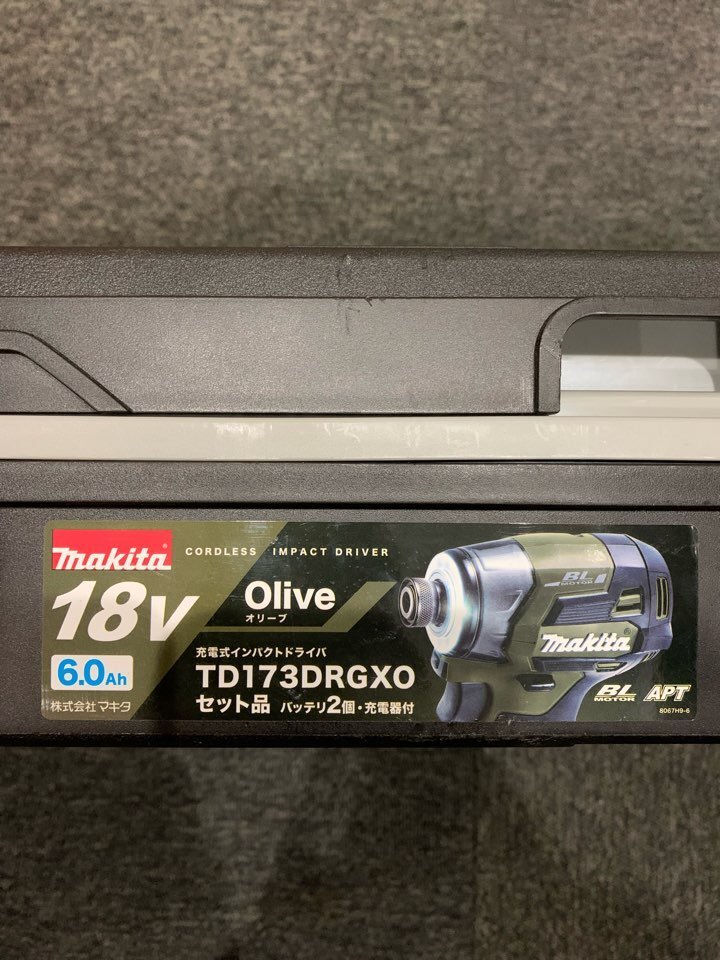 makita CORDLESS IMPACT DRIVER
18V
Olive
オリーブ
BL
MOTOR
makita
充電式インパクトドライバ
6.0Ah
TD173DRGXO
セット品 バッテリ2個・充電器付
株式会社マキタ
BL
MOTOR
APT
8067H9-6